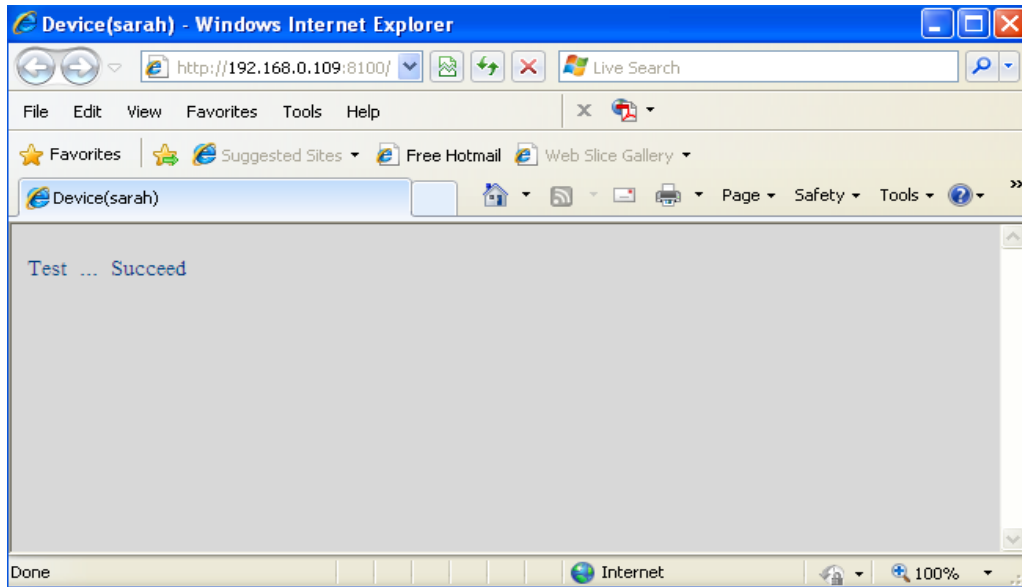 Device(sarah) - Windows Internet Explorer
http://192.168.0.109:8100/ Live Search
File Edit View Favorites Tools Help x
Favorites Suggested Sites Free Hotmail Web Slice Gallery
Device(sarah) Page Safety Tools »
Test ... Succeed
Done Internet 100%